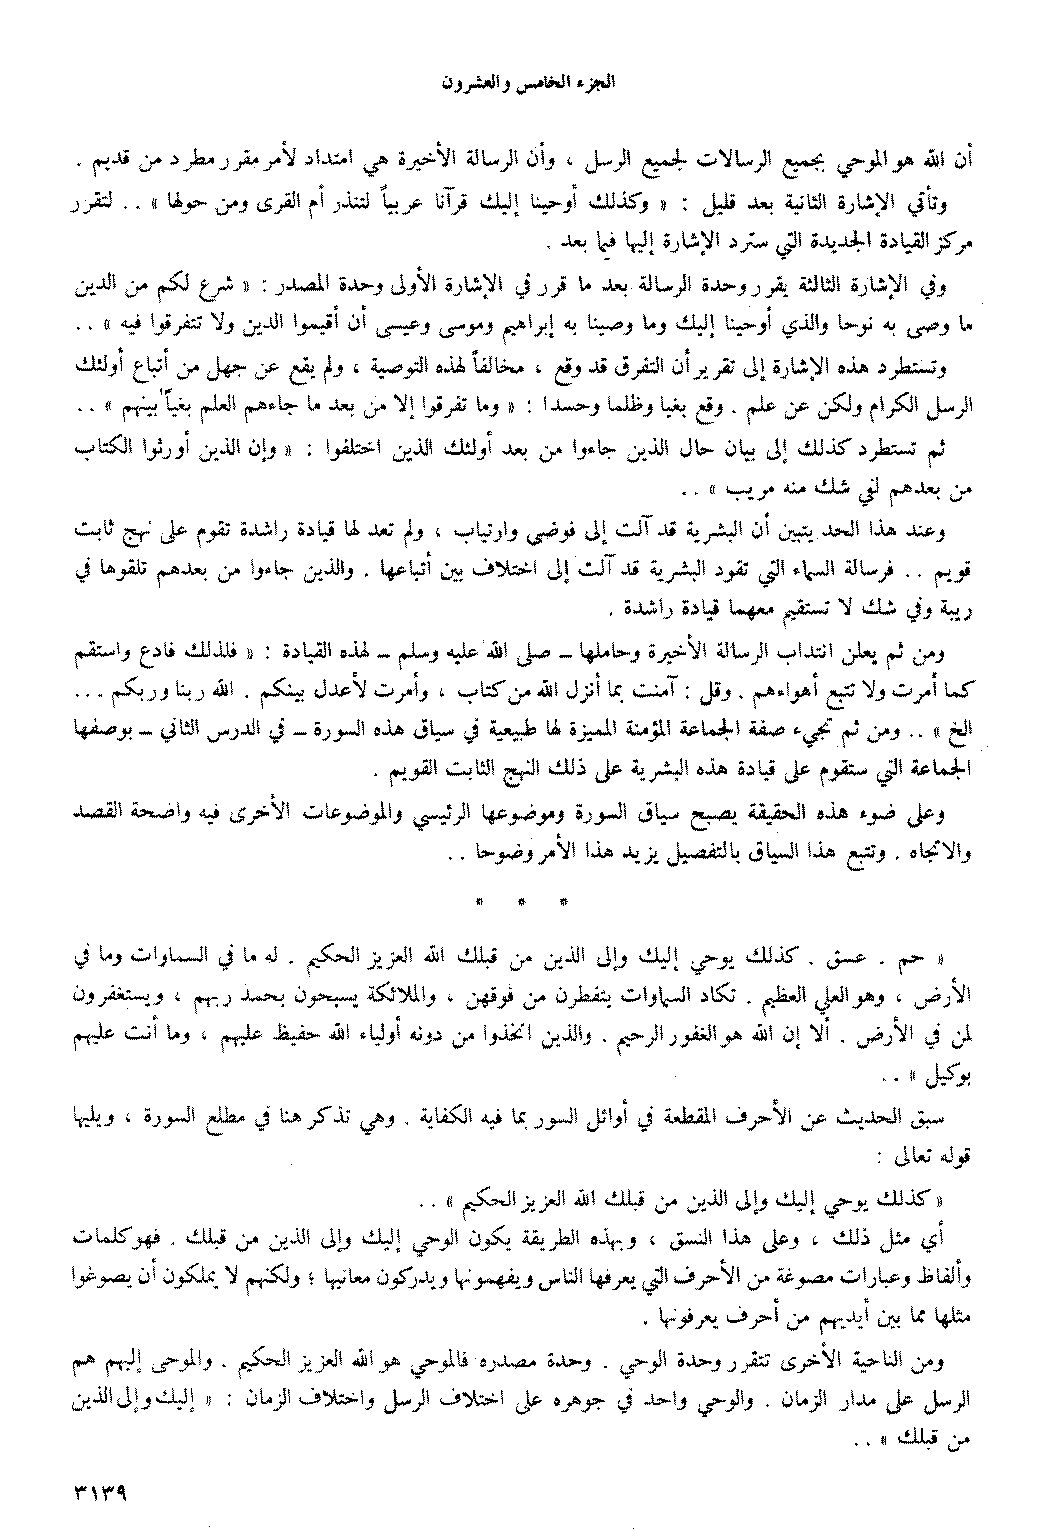 الجزء الخامس والعشرون
أن الله هو الموحي بجميع الرسالات لجميع الرسل ، وأن الرسالة الأخيرة هي امتداد لأمر مقرر مطرد من قديم .
وتأتي الإشارة الثانية بعد قليل : « وكذلك أوحينا إليك قرآنا عربياً لتنذر أم القرى ومن حولها » .. لتقرر
مركز القيادة الجديدة التي سترد الإشارة إليها فيما بعد .
وفي الإشارة الثالثة يقرر وحدة الرسالة بعد ما قرر في الإشارة الأولى وحدة المصدر : « شرع لكم من الدين
ما وصى به نوحا والذي أوحينا إليك وما وصينا به إبراهيم وموسى وعيسى أن أقيموا الدين ولا تتفرقوا فيه » ..
وتستطرد هذه الإشارة إلى تقرير أن التفرق قد وقع ، مخالفاً لهذه التوصية ، ولم يقع عن جهل من أتباع أولئك
الرسل الكرام ولكن عن علم . وقع بغيا وظلما وحسدا : « وما تفرقوا إلا من بعد ما جاءهم العلم بغياً بينهم » ..
ثم تستطرد كذلك إلى بيان حال الذين جاءوا من بعد أولئك الذين اختلفوا : « وإن الذين أورثوا الكتاب
من بعدهم لفي شك منه مريب » ..
وعند هذا الحد يتبين أن البشرية قد آلت إلى فوضى وارتياب ، ولم تعد لها قيادة راشدة تقوم على نهج ثابت
قويم .. فرسالة السماء التي تقود البشرية قد آلت إلى اختلاف بين أتباعها . والذين جاءوا من بعدهم تلقوها في
ريبة وفي شك لا تستقيم معهما قيادة راشدة .
ومن ثم يعلن انتداب الرسالة الأخيرة وحاملها – صلى الله عليه وسلم – لهذه القيادة : « فلذلك فادع واستقم
كما أمرت ولا تتبع أهواءهم . وقل : آمنت بما أنزل الله من كتاب ، وأمرت لأعدل بينكم . الله ربنا وربكم ...
الخ » .. ومن ثم تجيء صفة الجماعة المؤمنة المميزة لها طبيعية في سياق هذه السورة – في الدرس الثاني – بوصفها
الجماعة التي ستقوم على قيادة هذه البشرية على ذلك النهج الثابت القويم .
وعلى ضوء هذه الحقيقة يصبح سياق السورة وموضوعها الرئيسي والموضوعات الأخرى فيه واضحة القصد
والاتجاه . وتتبع هذا السياق بالتفصيل يزيد هذا الأمر وضوحا ..
* * *
« حم . عسق . كذلك يوحي إليك وإلى الذين من قبلك الله العزيز الحكيم . له ما في السماوات وما في
الأرض ، وهو العلي العظيم . تكاد السماوات يتفطرن من فوقهن ، والملائكة يسبحون بحمد ربهم ، ويستغفرون
لمن في الأرض . ألا إن الله هو الغفور الرحيم . والذين اتخذوا من دونه أولياء الله حفيظ عليهم ، وما أنت عليهم
بوكيل » ..
سبق الحديث عن الأحرف المقطعة في أوائل السور بما فيه الكفاية . وهي تذكر هنا في مطلع السورة ، ويليها
قوله تعالى :
« كذلك يوحي إليك وإلى الذين من قبلك الله العزيز الحكيم » ..
أي مثل ذلك ، وعلى هذا النسق ، وبهذه الطريقة يكون الوحي إليك وإلى الذين من قبلك . فهو كلمات
وألفاظ وعبارات مصوغة من الأحرف التي يعرفها الناس ويفهمونها ويدركون معانيها ؛ ولكنهم لا يملكون أن يصوغوا
مثلها مما بين أيديهم من أحرف يعرفونها .
ومن الناحية الأخرى تتقرر وحدة الوحي . وحدة مصدره فالموحي هو الله العزيز الحكيم . والموحى إليهم هم
الرسل على مدار الزمان . والوحي واحد في جوهره على اختلاف الرسل واختلاف الزمان : « إليك وإلى الذين
من قبلك » ..
٣١٣٩